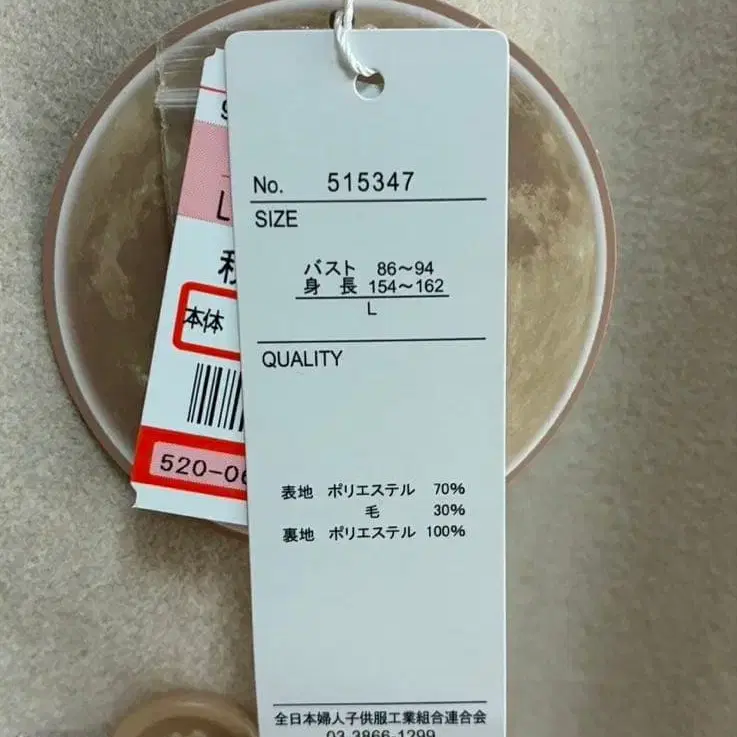 No. 515347
SIZE
バスト 86～94
身 長 154～162
L
QUALITY
表地 ポリエステル 70%
毛 30%
裏地 ポリエステル 100%
全日本婦人子供服工業組合連合会
03-3866-1299
9
L
本体
520-06